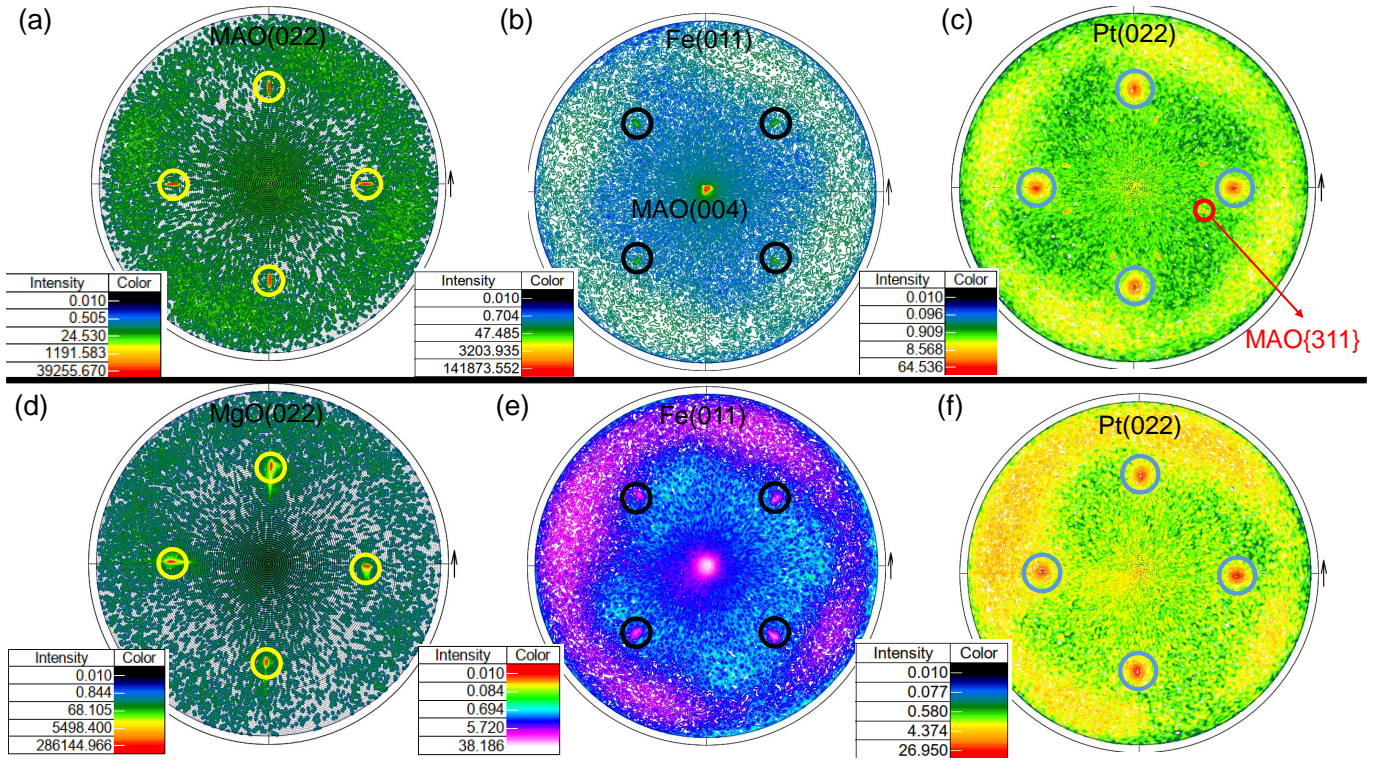 (a)
MAO(022)
(b)
Fe(011)
(c)
Pt(022)
MAO(004)
MAO{311}
Intensity Color
0.010
0.505
24.530
1191.583
39255.670
Intensity Color
0.010
0.704
47.485
3203.935
141873.552
Intensity Color
0.010
0.096
0.909
8.568
64.536
(d)
MgO(022)
(e)
Fe(011)
(f)
Pt(022)
Intensity Color
0.010
0.844
68.105
5498.400
286144.966
Intensity Color
0.010
0.084
0.694
5.720
38.186
Intensity Color
0.010
0.077
0.580
4.374
26.950